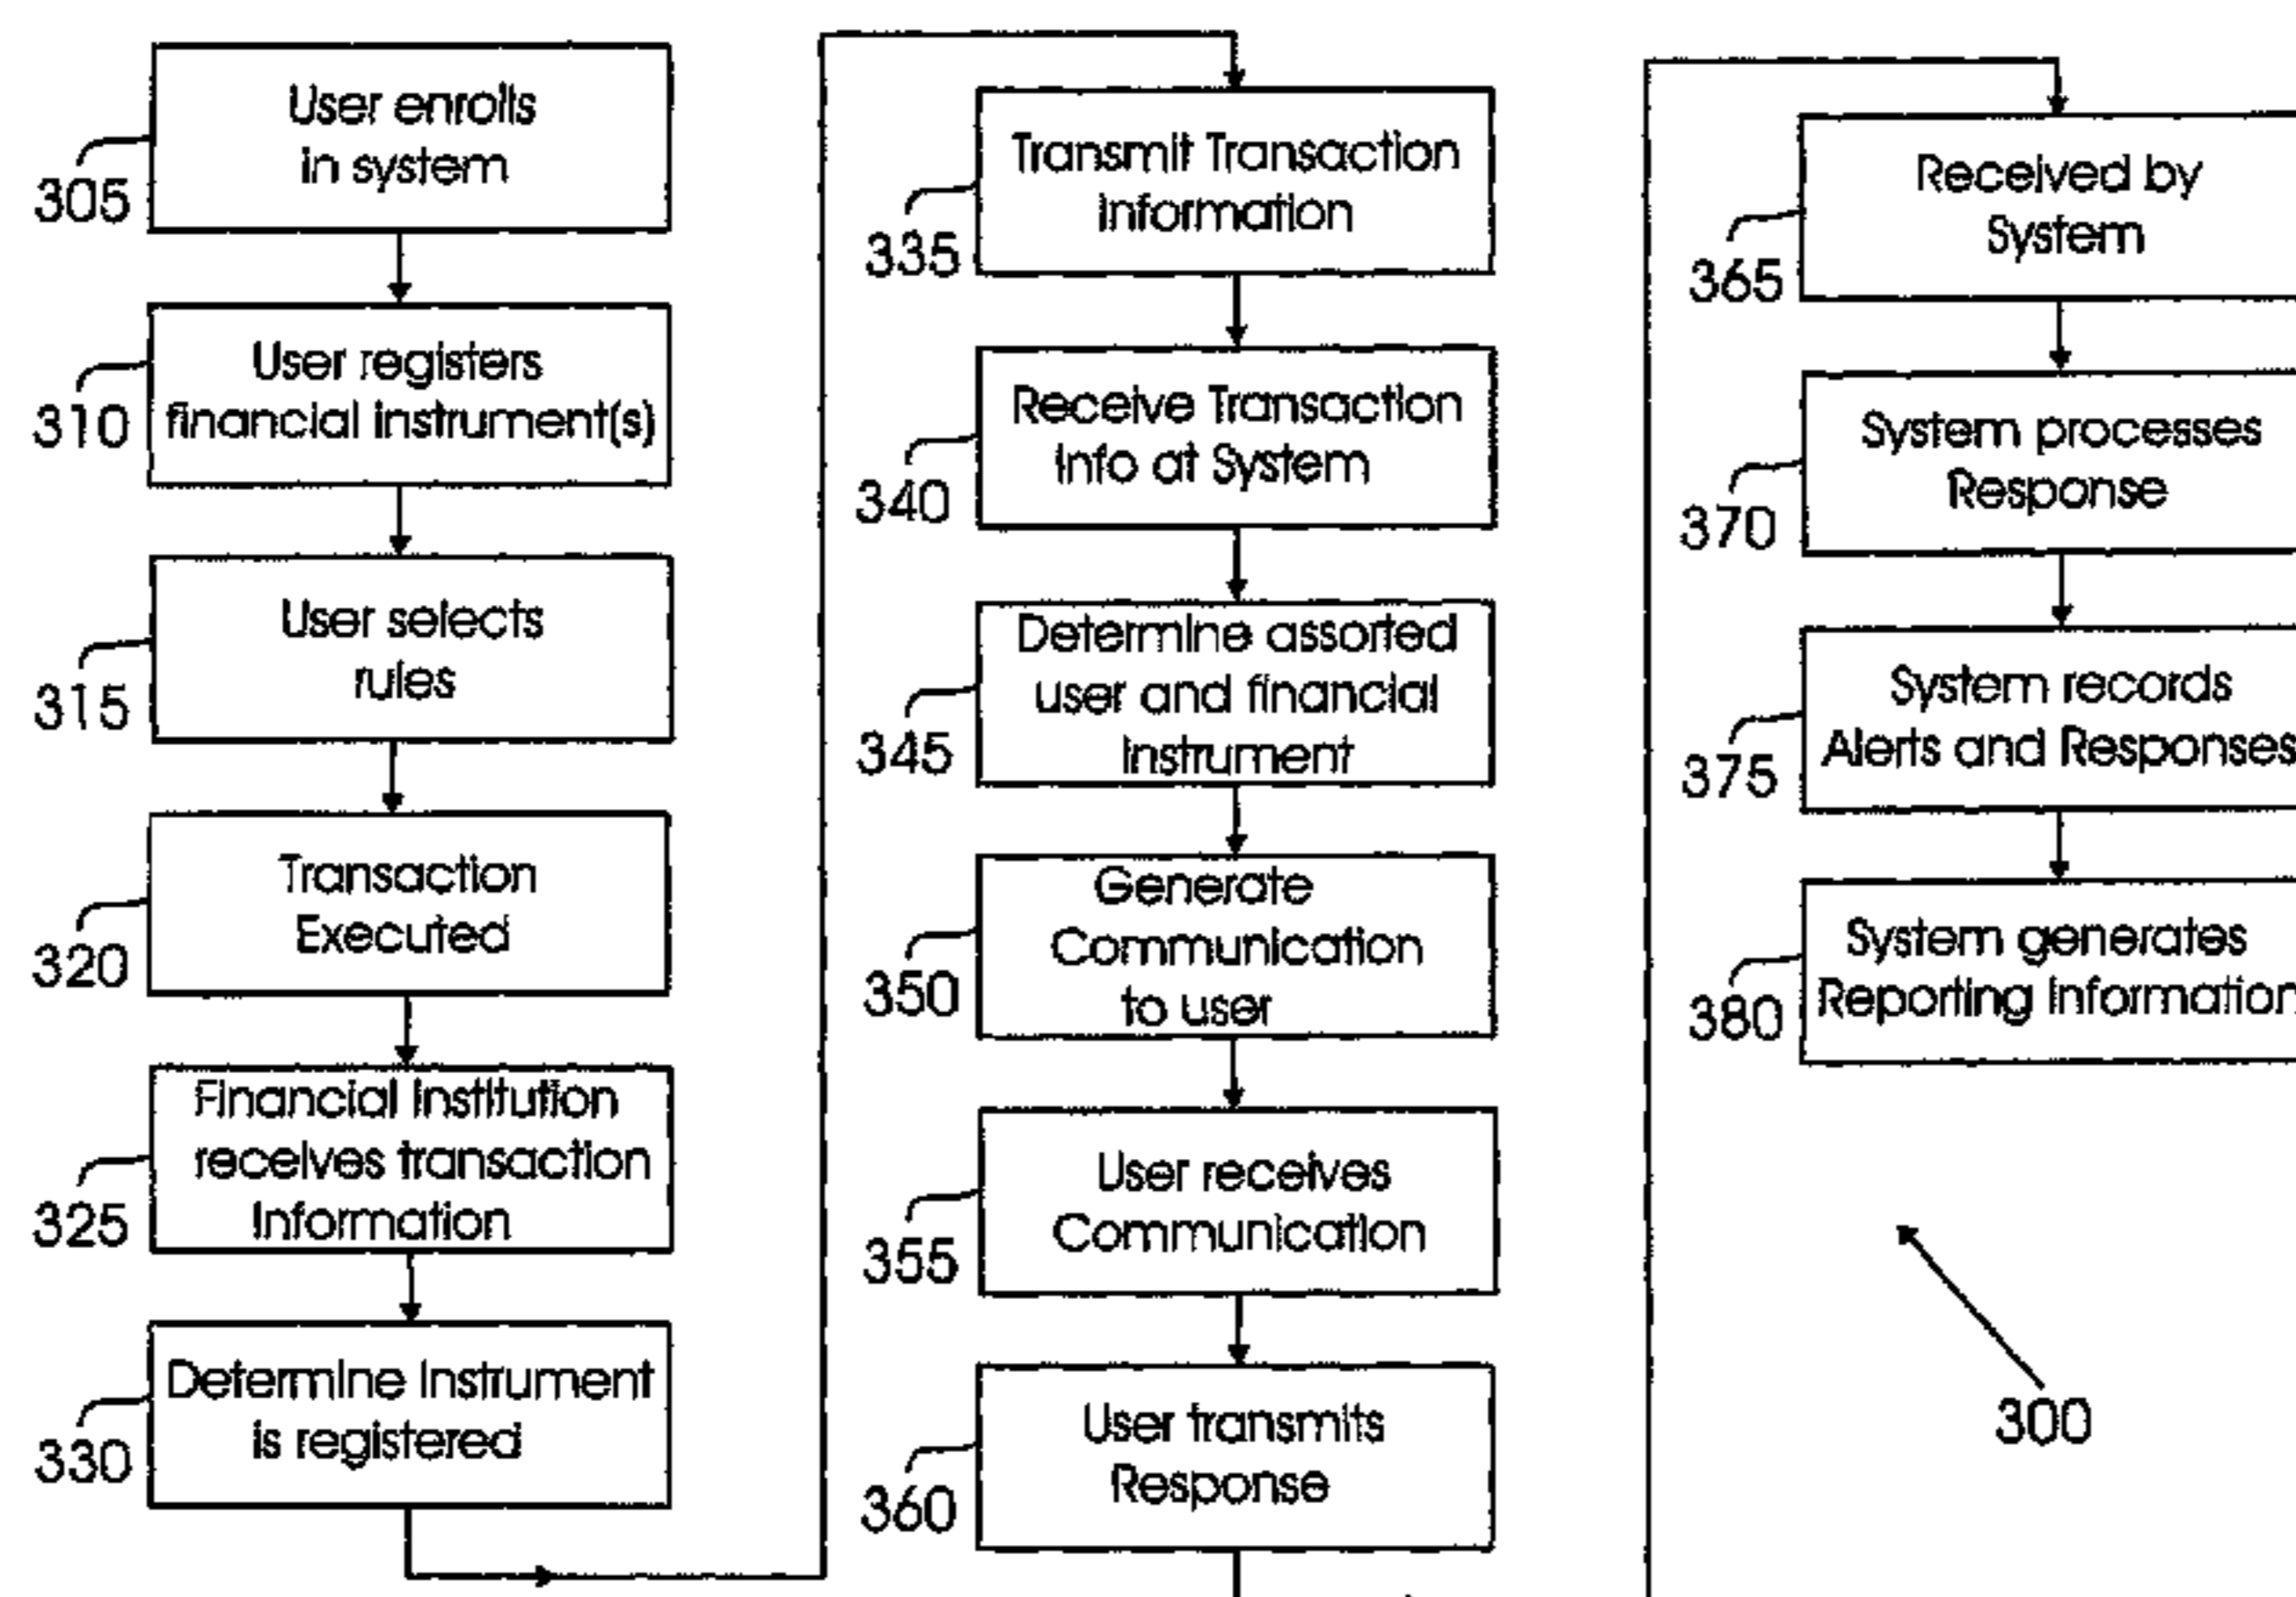 User enrolls
in system
305
User registers
financial instrument(s)
310
User selects
rules
315
Transaction
Executed
320
Financial Institution
receives transaction
Information
325
Determine Instrument
is registered
330
Transmit Transaction
Information
335
Receive Transaction
Info at System
340
Determine assorted
user and financial
Instrument
345
Generate
Communication
to user
350
User receives
Communication
355
User transmits
Response
360
Received by
System
365
System processes
Response
370
System records
Alerts and Responses
375
System generates
Reporting Information
380
300